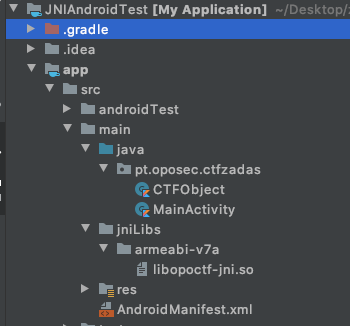 JNIAndroidTest [My Application] ~/Desktop/
.gradle
.idea
app
src
androidTest
main
java
pt.oposec.ctfzadas
CTFObject
MainActivity
jniLibs
armeabi-v7a
libopoctf-jni.so
res
AndroidManifest.xml